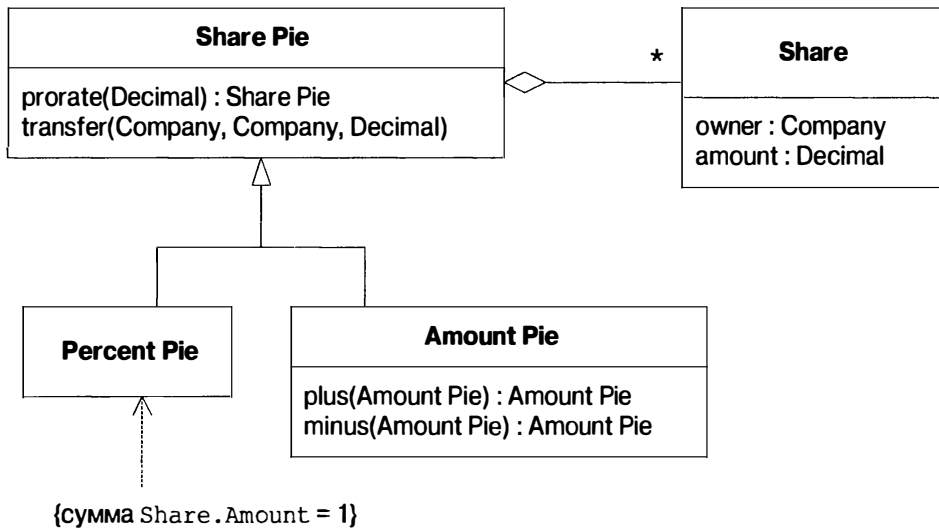 Share Pie
prorate(Decimal) : Share Pie
transfer(Company, Company, Decimal)
*
Share
owner : Company
amount : Decimal
Percent Pie
Amount Pie
plus(Amount Pie) : Amount Pie
minus(Amount Pie) : Amount Pie
{сумма Share.Amount = 1}